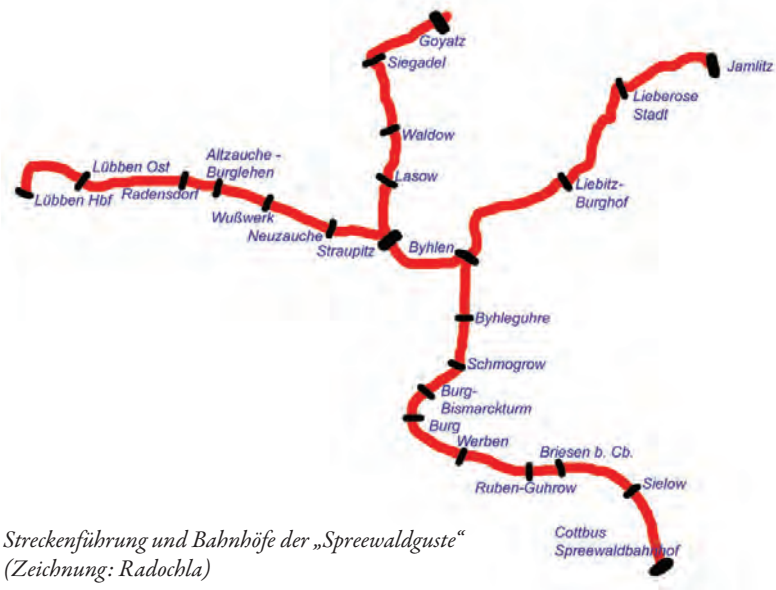 Goyatz
Siegadel
Jamlitz
Lieberose
Stadt
Waldow
Lübben Ost
Altzauche -
Burglehen
Lasow
Liebitz-
Burghof
Lübben Hbf
Radensdorf
Wußwerk
Neuzauche
Straupitz
Byhlen
Byhleguhre
Schmogrow
Burg-
Bismarckturm
Burg
Werben
Briesen b. Cb.
Ruben-Guhrow
Sielow
Cottbus
Spreewaldbahnhof
Streckenführung und Bahnhöfe der „Spreewaldguste“
(Zeichnung: Radochla)